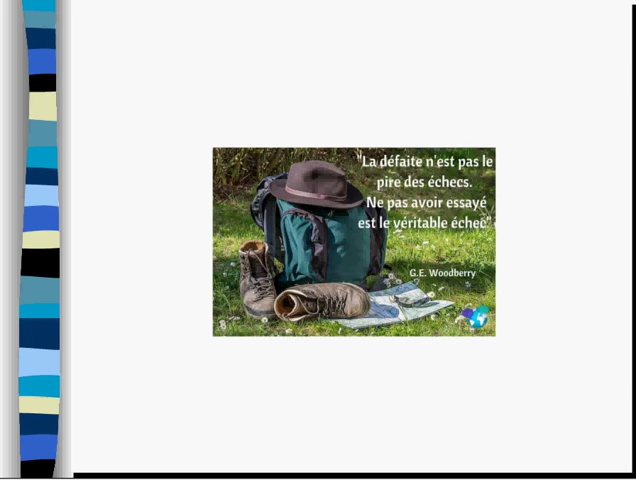 "La défaite n'est pas le
pire des échecs.
Ne pas avoir essayé
est le véritable échec"
G.E. Woodberry